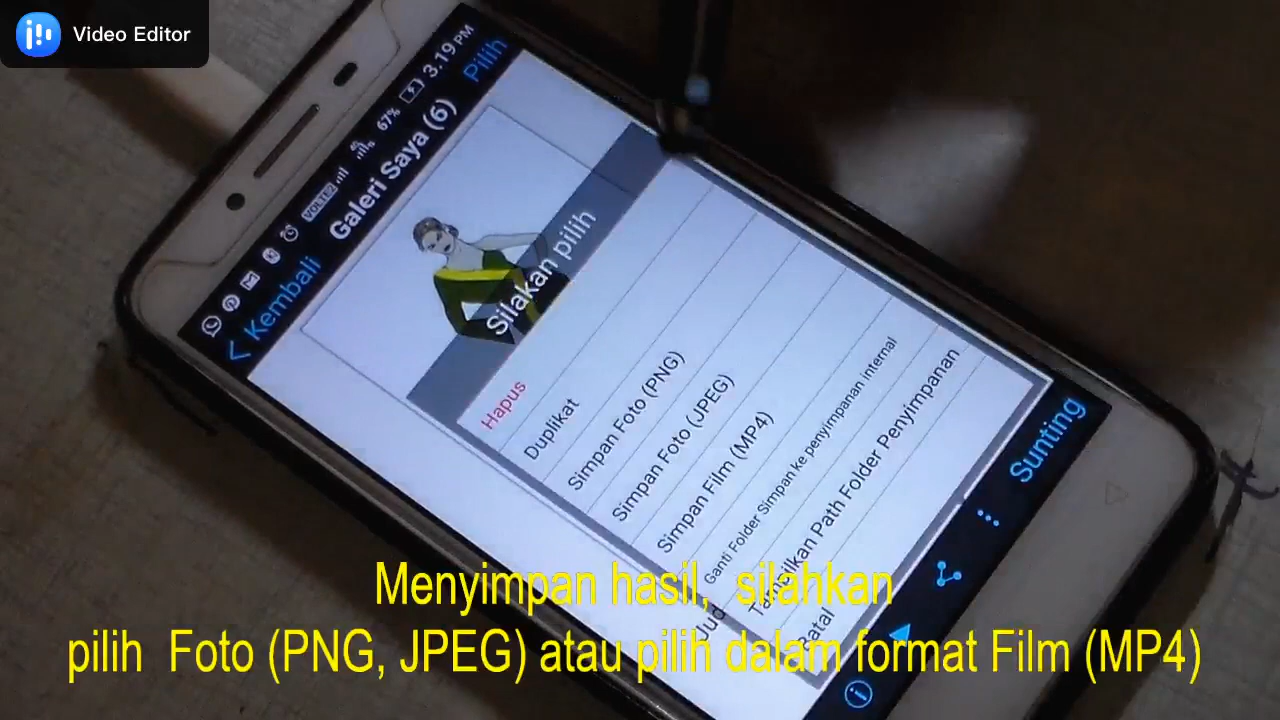 Video Editor
VOLTE2 4G 67% 3.19 PM
Kembali
Galeri Saya (6)
Pilih
Silakan pilih
Hapus
Duplikat
Simpan Foto (PNG)
Simpan Foto (JPEG)
Simpan Film (MP4)
Ganti Folder Simpan ke penyimpanan internal
Tampilkan Path Folder Penyimpanan
Batal
Sunting
Menyimpan hasil, silahkan
pilih Foto (PNG, JPEG) atau pilih dalam format Film (MP4)